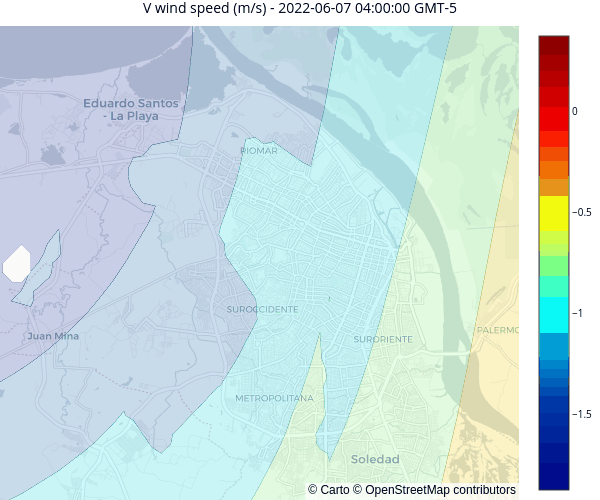 V wind speed (m/s) - 2022-06-07 04:00:00 GMT-5
Eduardo Santos
- La Playa
RIOMAR
Juan Mina
SUROCCIDENTE
SURORIENTE
PALERMO
METROPOLITANA
Soledad
© Carto © OpenStreetMap contributors
0
−0.5
−1
−1.5